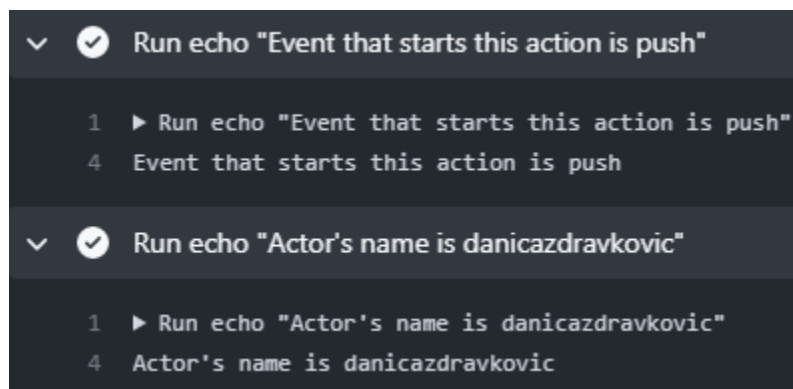 Run echo "Event that starts this action is push"
1 ▶ Run echo "Event that starts this action is push"
4 Event that starts this action is push
Run echo "Actor's name is danicazdravkovic"
1 ▶ Run echo "Actor's name is danicazdravkovic"
4 Actor's name is danicazdravkovic